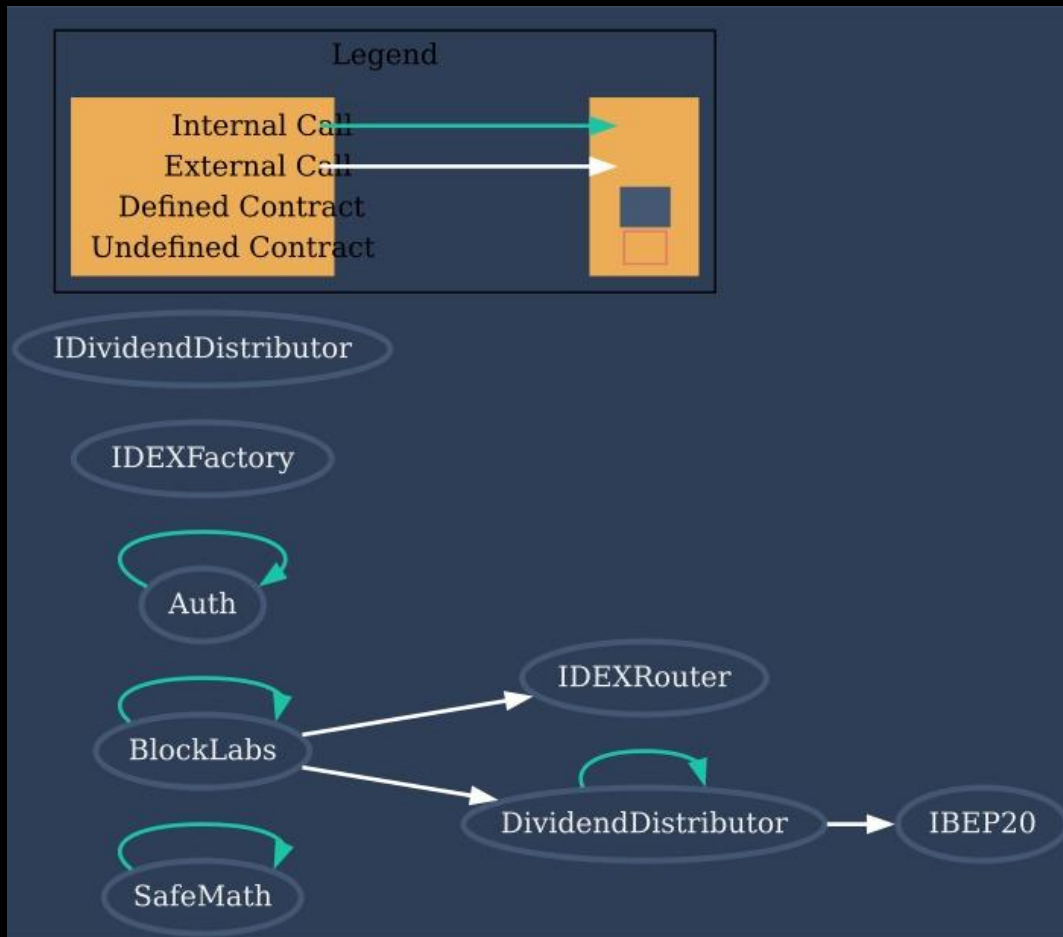 Legend
Internal Call
External Call
Defined Contract
Undefined Contract
IDividendDistributor
IDEXFactory
Auth
IDEXRouter
BlockLabs
DividendDistributor
IBEP20
SafeMath